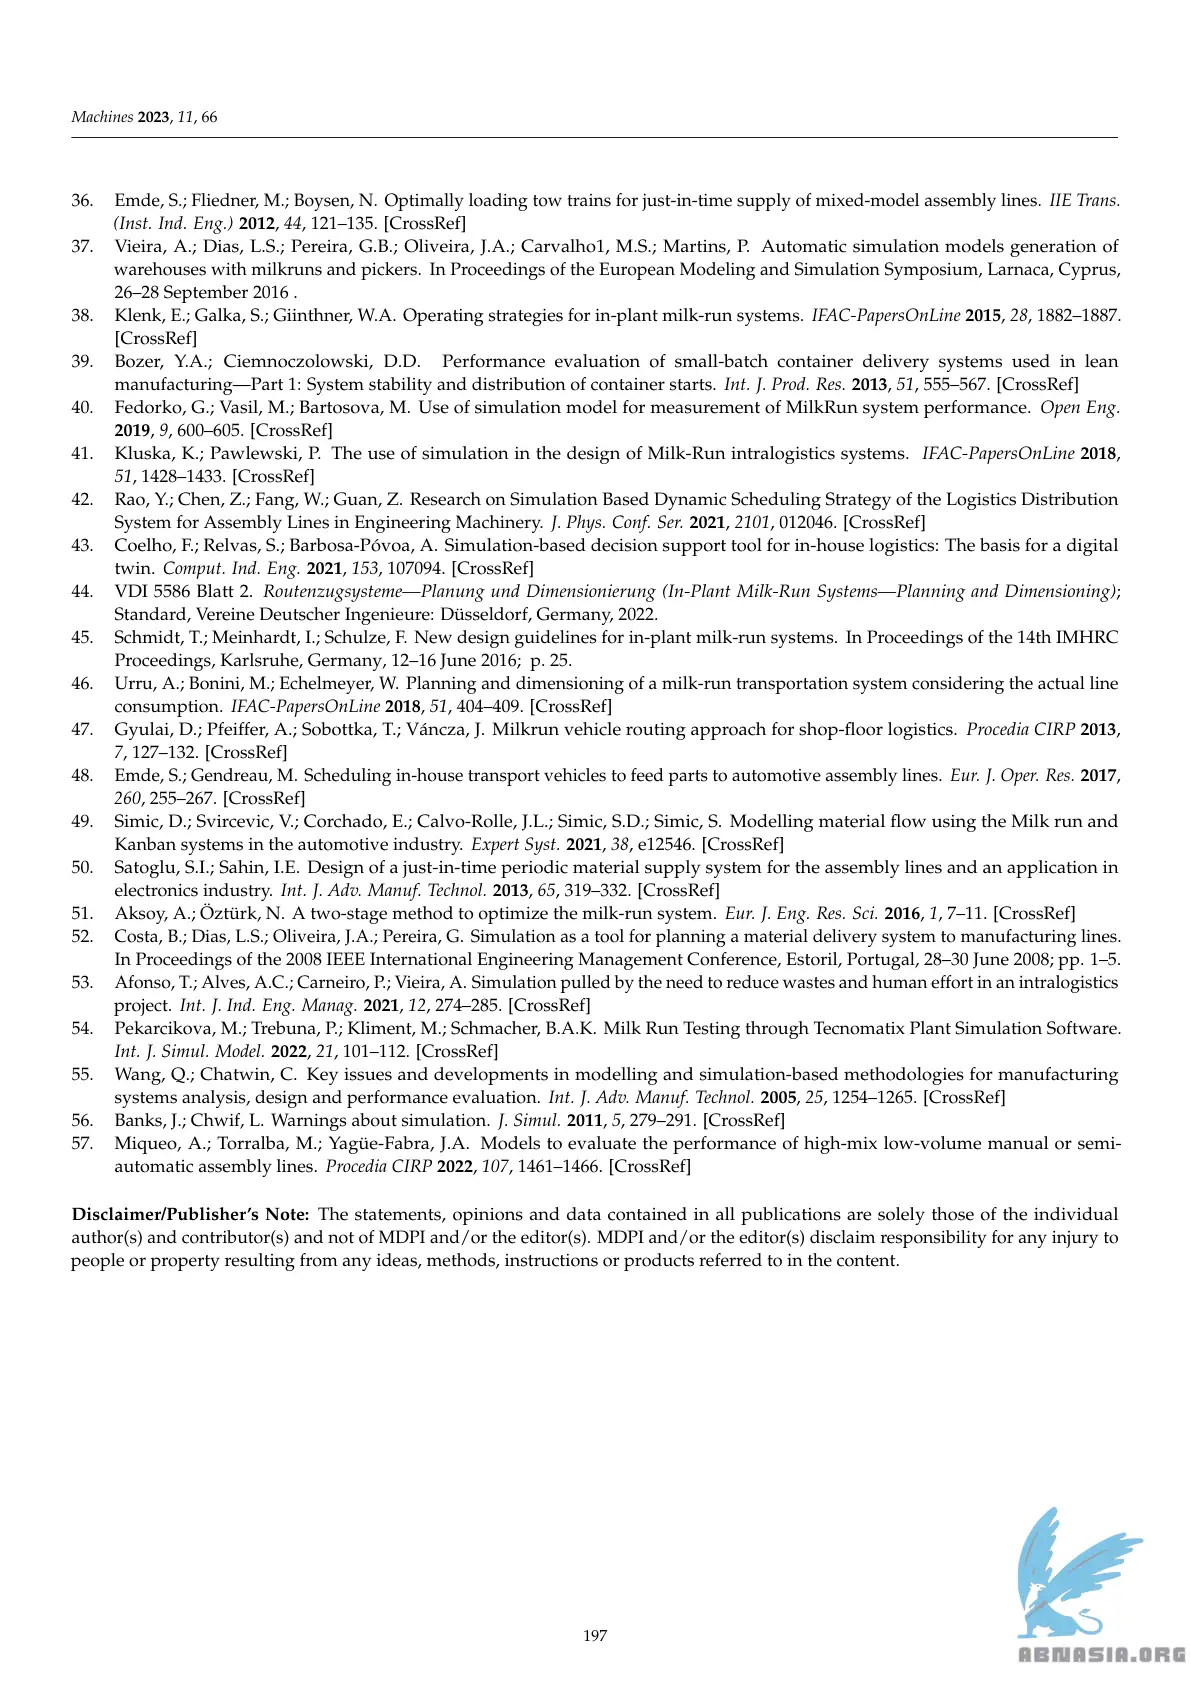 Machines 2023, 11, 66
36. Emde, S.; Fliedner, M.; Boysen, N. Optimally loading tow trains for just-in-time supply of mixed-model assembly lines. IIE Trans.
(Inst. Ind. Eng.) 2012, 44, 121–135. [CrossRef]
37. Vieira, A.; Dias, L.S.; Pereira, G.B.; Oliveira, J.A.; Carvalho1, M.S.; Martins, P. Automatic simulation models generation of
warehouses with milkruns and pickers. In Proceedings of the European Modeling and Simulation Symposium, Larnaca, Cyprus,
26–28 September 2016 .
38. Klenk, E.; Galka, S.; Giinthner, W.A. Operating strategies for in-plant milk-run systems. IFAC-PapersOnLine 2015, 28, 1882–1887.
[CrossRef]
39. Bozer, Y.A.; Ciemnoczolowski, D.D. Performance evaluation of small-batch container delivery systems used in lean
manufacturing—Part 1: System stability and distribution of container starts. Int. J. Prod. Res. 2013, 51, 555–567. [CrossRef]
40. Fedorko, G.; Vasil, M.; Bartosova, M. Use of simulation model for measurement of MilkRun system performance. Open Eng.
2019, 9, 600–605. [CrossRef]
41. Kluska, K.; Pawlewski, P. The use of simulation in the design of Milk-Run intralogistics systems. IFAC-PapersOnLine 2018,
51, 1428–1433. [CrossRef]
42. Rao, Y.; Chen, Z.; Fang, W.; Guan, Z. Research on Simulation Based Dynamic Scheduling Strategy of the Logistics Distribution
System for Assembly Lines in Engineering Machinery. J. Phys. Conf. Ser. 2021, 2101, 012046. [CrossRef]
43. Coelho, F.; Relvas, S.; Barbosa-Póvoa, A. Simulation-based decision support tool for in-house logistics: The basis for a digital
twin. Comput. Ind. Eng. 2021, 153, 107094. [CrossRef]
44. VDI 5586 Blatt 2. Routenzugsysteme—Planung und Dimensionierung (In-Plant Milk-Run Systems—Planning and Dimensioning);
Standard, Vereine Deutscher Ingenieure: Düsseldorf, Germany, 2022.
45. Schmidt, T.; Meinhardt, I.; Schulze, F. New design guidelines for in-plant milk-run systems. In Proceedings of the 14th IMHRC
Proceedings, Karlsruhe, Germany, 12–16 June 2016; p. 25.
46. Urru, A.; Bonini, M.; Echelmeyer, W. Planning and dimensioning of a milk-run transportation system considering the actual line
consumption. IFAC-PapersOnLine 2018, 51, 404–409. [CrossRef]
47. Gyulai, D.; Pfeiffer, A.; Sobottka, T.; Váncza, J. Milkrun vehicle routing approach for shop-floor logistics. Procedia CIRP 2013,
7, 127–132. [CrossRef]
48. Emde, S.; Gendreau, M. Scheduling in-house transport vehicles to feed parts to automotive assembly lines. Eur. J. Oper. Res. 2017,
260, 255–267. [CrossRef]
49. Simic, D.; Svircevic, V.; Corchado, E.; Calvo-Rolle, J.L.; Simic, S.D.; Simic, S. Modelling material flow using the Milk run and
Kanban systems in the automotive industry. Expert Syst. 2021, 38, e12546. [CrossRef]
50. Satoglu, S.I.; Sahin, I.E. Design of a just-in-time periodic material supply system for the assembly lines and an application in
electronics industry. Int. J. Adv. Manuf. Technol. 2013, 65, 319–332. [CrossRef]
51. Aksoy, A.; Öztürk, N. A two-stage method to optimize the milk-run system. Eur. J. Eng. Res. Sci. 2016, 1, 7–11. [CrossRef]
52. Costa, B.; Dias, L.S.; Oliveira, J.A.; Pereira, G. Simulation as a tool for planning a material delivery system to manufacturing lines.
In Proceedings of the 2008 IEEE International Engineering Management Conference, Estoril, Portugal, 28–30 June 2008; pp. 1–5.
53. Afonso, T.; Alves, A.C.; Carneiro, P.; Vieira, A. Simulation pulled by the need to reduce wastes and human effort in an intralogistics
project. Int. J. Ind. Eng. Manag. 2021, 12, 274–285. [CrossRef]
54. Pekarcikova, M.; Trebuna, P.; Kliment, M.; Schmacher, B.A.K. Milk Run Testing through Tecnomatix Plant Simulation Software.
Int. J. Simul. Model. 2022, 21, 101–112. [CrossRef]
55. Wang, Q.; Chatwin, C. Key issues and developments in modelling and simulation-based methodologies for manufacturing
systems analysis, design and performance evaluation. Int. J. Adv. Manuf. Technol. 2005, 25, 1254–1265. [CrossRef]
56. Banks, J.; Chwif, L. Warnings about simulation. J. Simul. 2011, 5, 279–291. [CrossRef]
57. Miqueo, A.; Torralba, M.; Yagüe-Fabra, J.A. Models to evaluate the performance of high-mix low-volume manual or semi-
automatic assembly lines. Procedia CIRP 2022, 107, 1461–1466. [CrossRef]
Disclaimer/Publisher's Note: The statements, opinions and data contained in all publications are solely those of the individual
author(s) and contributor(s) and not of MDPI and/or the editor(s). MDPI and/or the editor(s) disclaim responsibility for any injury to
people or property resulting from any ideas, methods, instructions or products referred to in the content.
197
ABNASIA.ORG